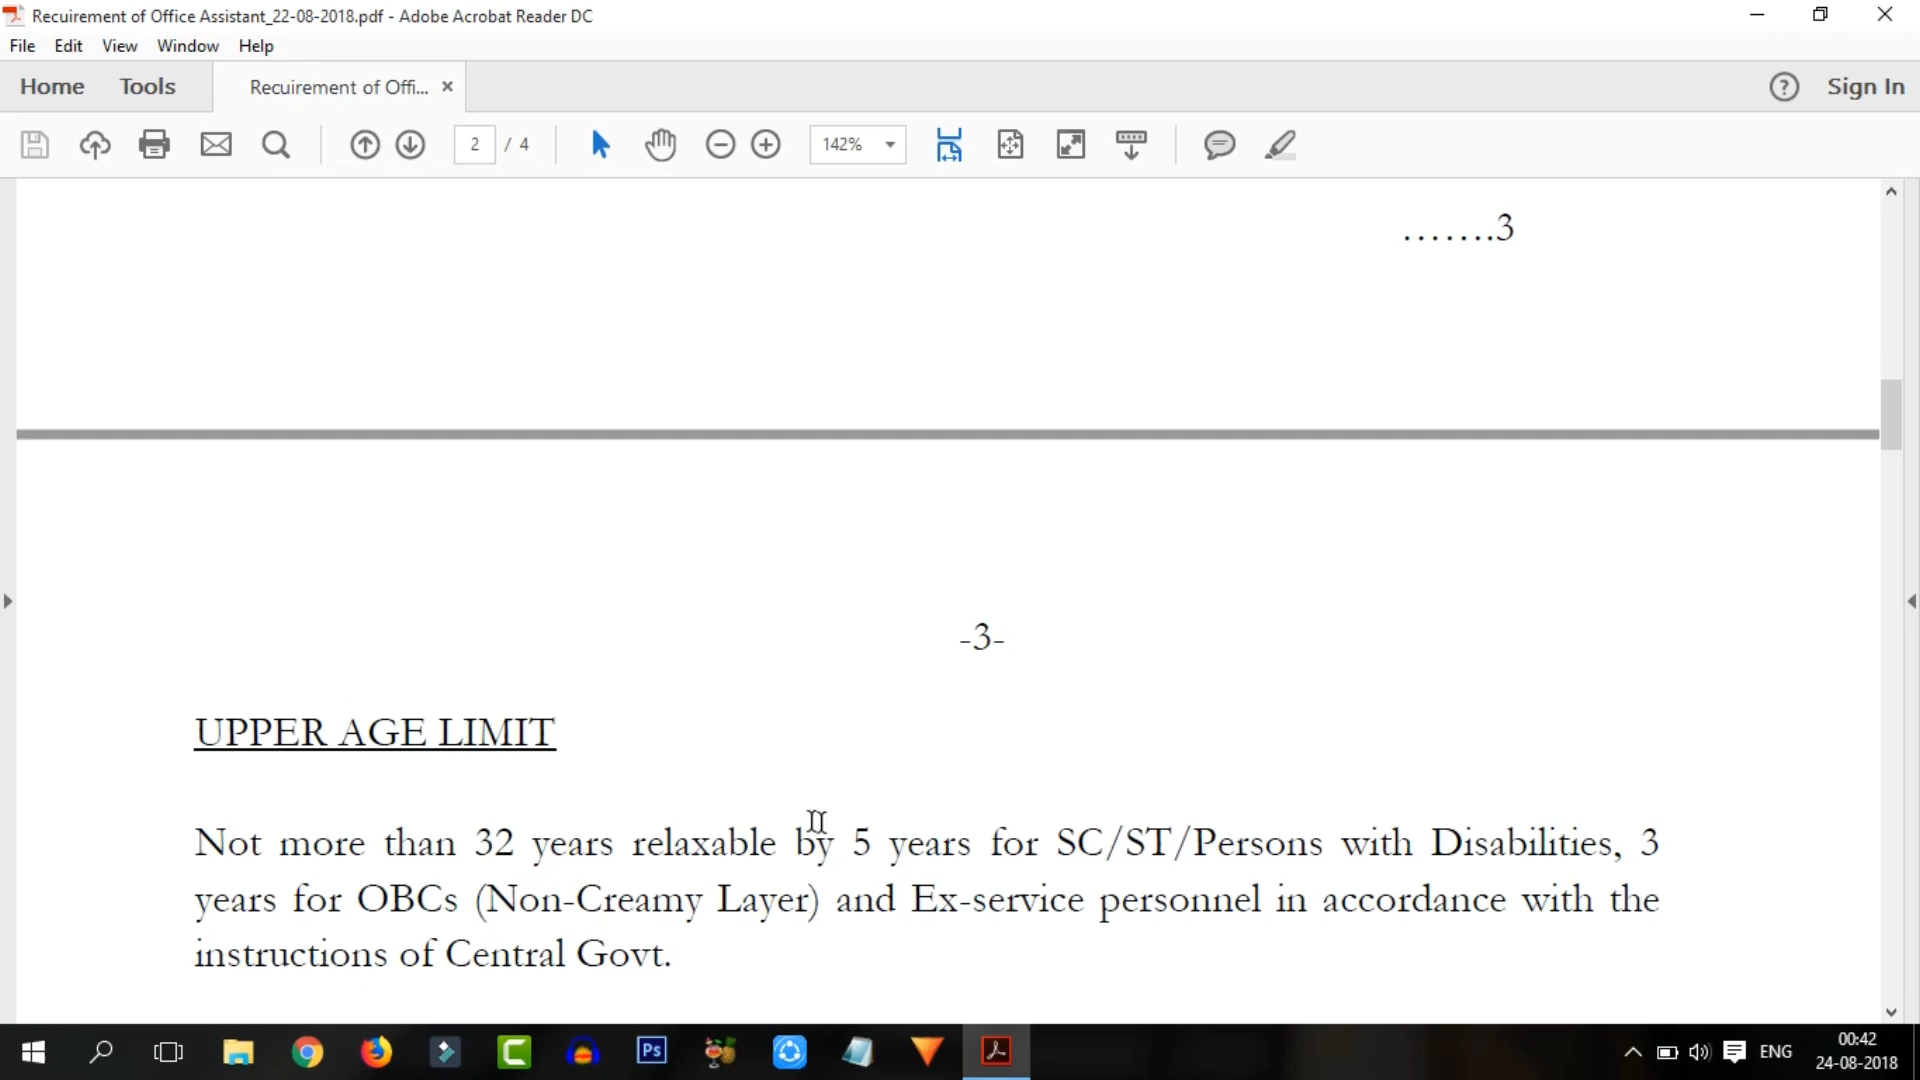 Recuirement of Office Assistant_22-08-2018.pdf - Adobe Acrobat Reader DC
File Edit View Window Help
Home Tools Recuirement of Offi... × Sign In
2 / 4 142%
.......3
-3-
UPPER AGE LIMIT
Not more than 32 years relaxable by 5 years for SC/ST/Persons with Disabilities, 3
years for OBCs (Non-Creamy Layer) and Ex-service personnel in accordance with the
instructions of Central Govt.
Ps
ENG
00:42
24-08-2018